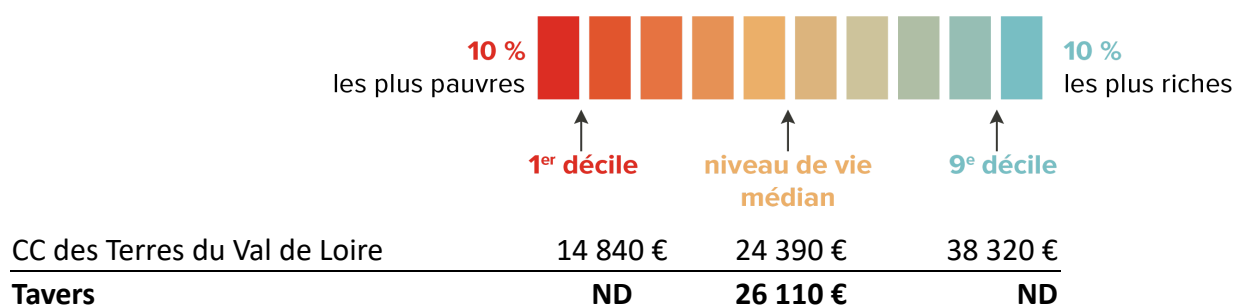 10 %
les plus pauvres
10 %
les plus riches
1er décile
niveau de vie
médian
9e décile
CC des Terres du Val de Loire 14 840 € 24 390 € 38 320 €
Tavers ND 26 110 € ND